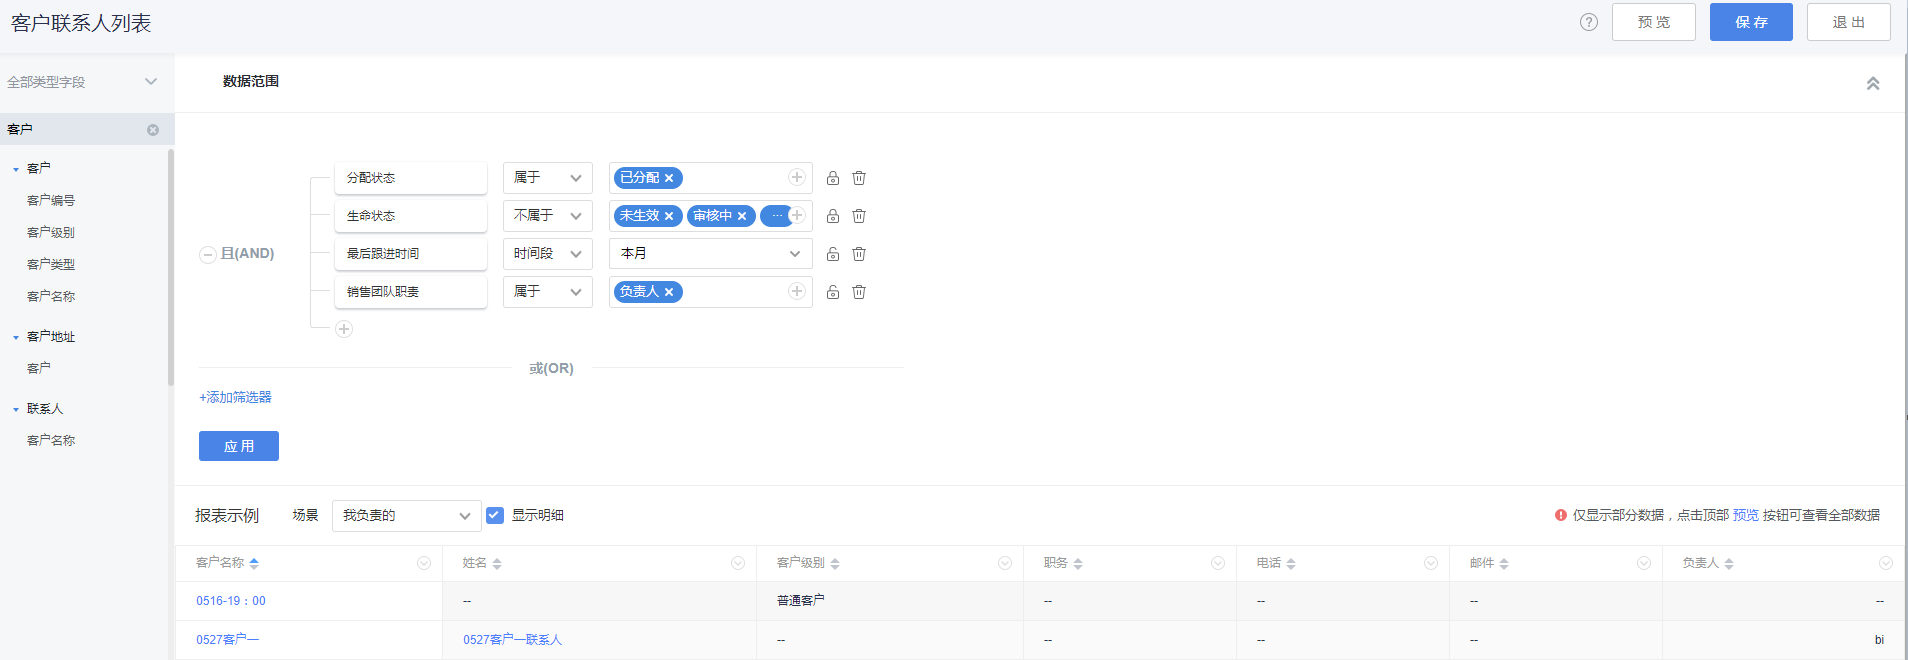 客户联系人列表
? 预 览 保 存 退 出
全部类型字段
数据范围
客户
客户
客户编号
客户级别
客户类型
客户名称
客户地址
客户
联系人
客户名称
且(AND)
分配状态 属于 已分配
生命状态 不属于 未生效 审核中 ...
最后跟进时间 时间段 本月
销售团队职责 属于 负责人
或(OR)
+添加筛选器
应 用
报表示例 场景 我负责的 显示明细 仅显示部分数据，点击顶部 预览 按钮可查看全部数据
客户名称 姓名 客户级别 职务 电话 邮件 负责人
0516-19：00 -- 普通客户 -- -- -- --
0527客户一 0527客户一联系人 -- -- -- -- bi